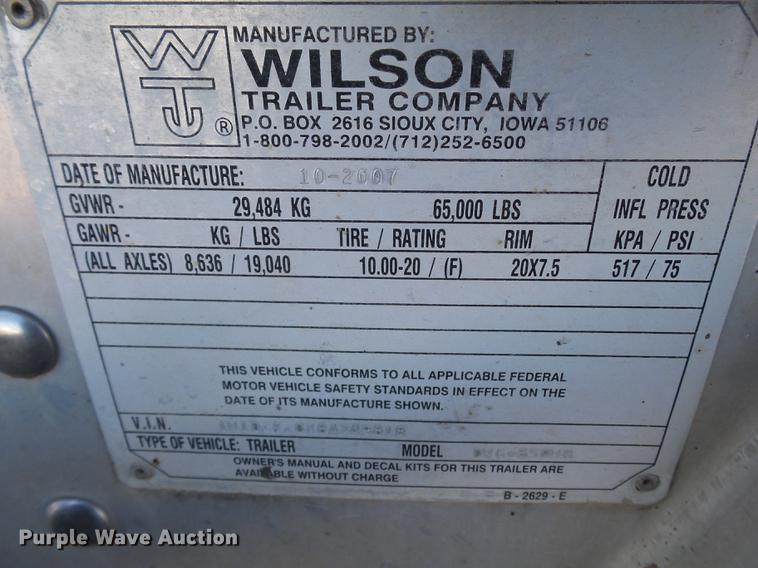 WTC ®
MANUFACTURED BY:
WILSON
TRAILER COMPANY
P.O. BOX 2616 SIOUX CITY, IOWA 51106
1-800-798-2002/(712)252-6500
DATE OF MANUFACTURE: 10-2007 COLD
GVWR - 29,484 KG 65,000 LBS INFL PRESS
GAWR - KG / LBS TIRE / RATING RIM KPA / PSI
(ALL AXLES) 8,636 / 19,040 10.00-20 / (F) 20X7.5 517 / 75
THIS VEHICLE CONFORMS TO ALL APPLICABLE FEDERAL
MOTOR VEHICLE SAFETY STANDARDS IN EFFECT ON THE
DATE OF ITS MANUFACTURE SHOWN.
V.I.N.
TYPE OF VEHICLE: TRAILER MODEL
OWNER'S MANUAL AND DECAL KITS FOR THIS TRAILER ARE
AVAILABLE WITHOUT CHARGE
B - 2629 - E
Purple Wave Auction